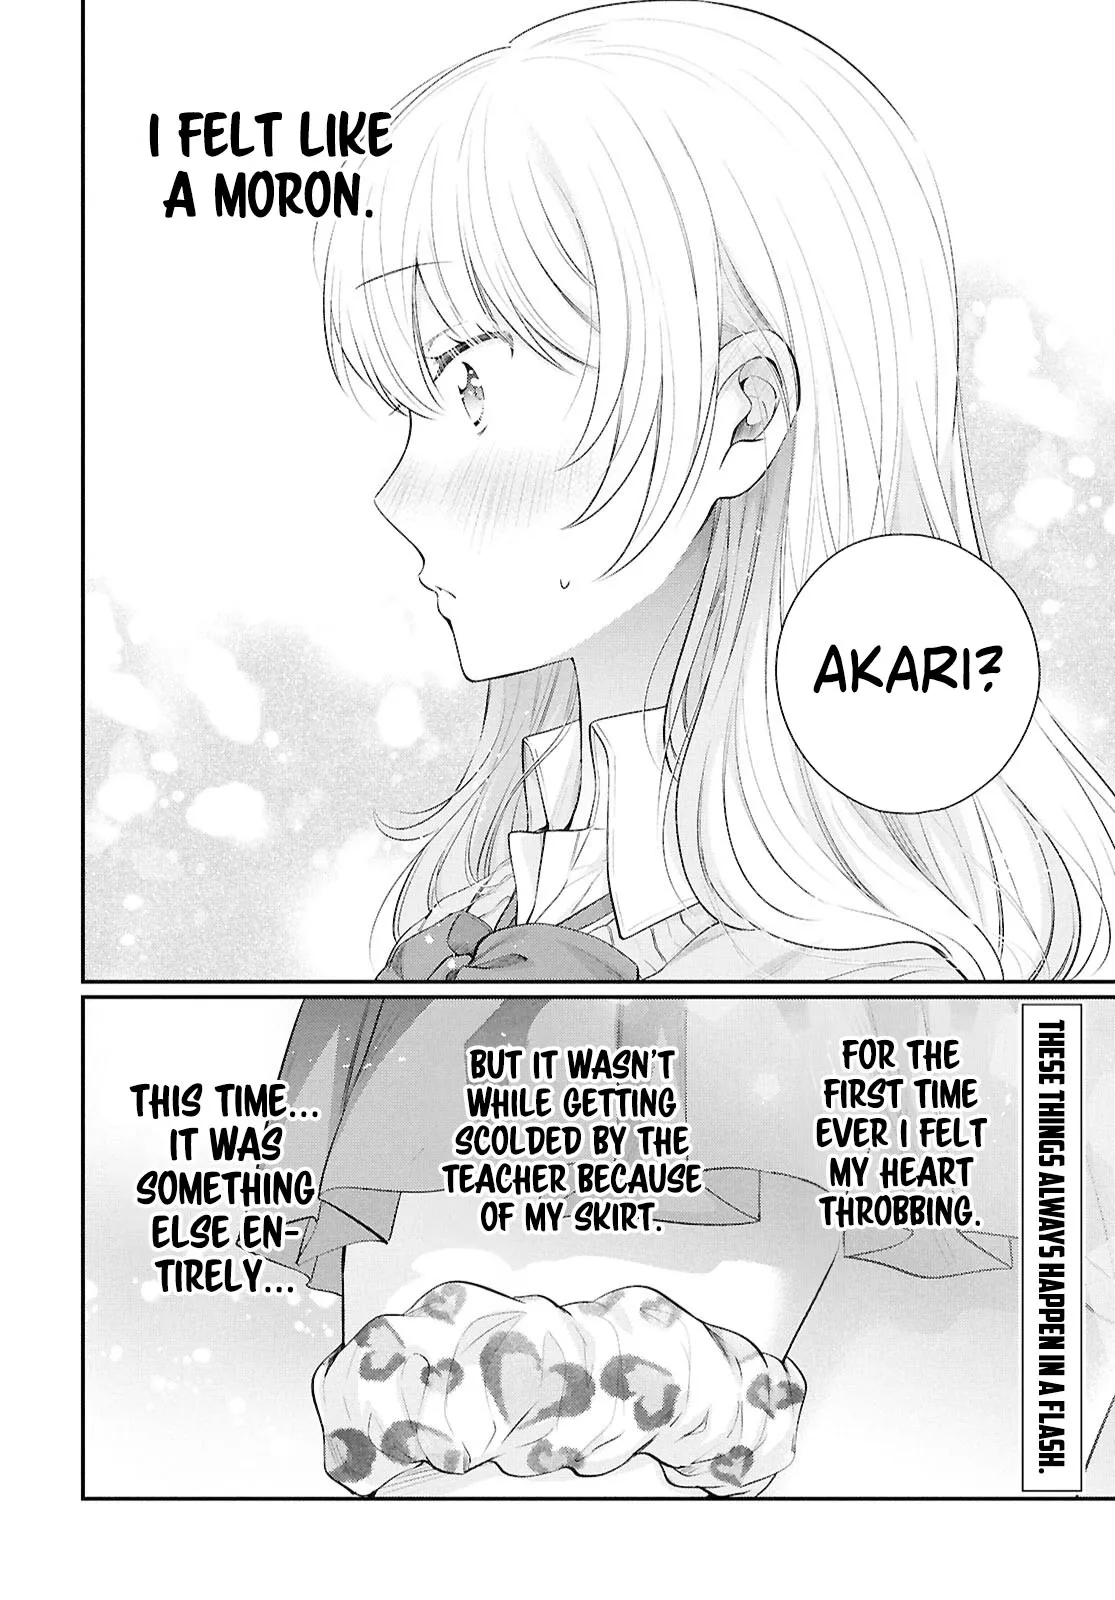 I FELT LIKE
A MORON.
AKARI?
THESE THINGS ALWAYS HAPPEN IN A FLASH.
FOR THE
FIRST TIME
EVER I FELT
MY HEART
THROBBING.
BUT IT WASN'T
WHILE GETTING
SCOLDED BY THE
TEACHER BECAUSE
OF MY SKIRT.
THIS TIME...
IT WAS
SOMETHING
ELSE EN-
TIRELY...